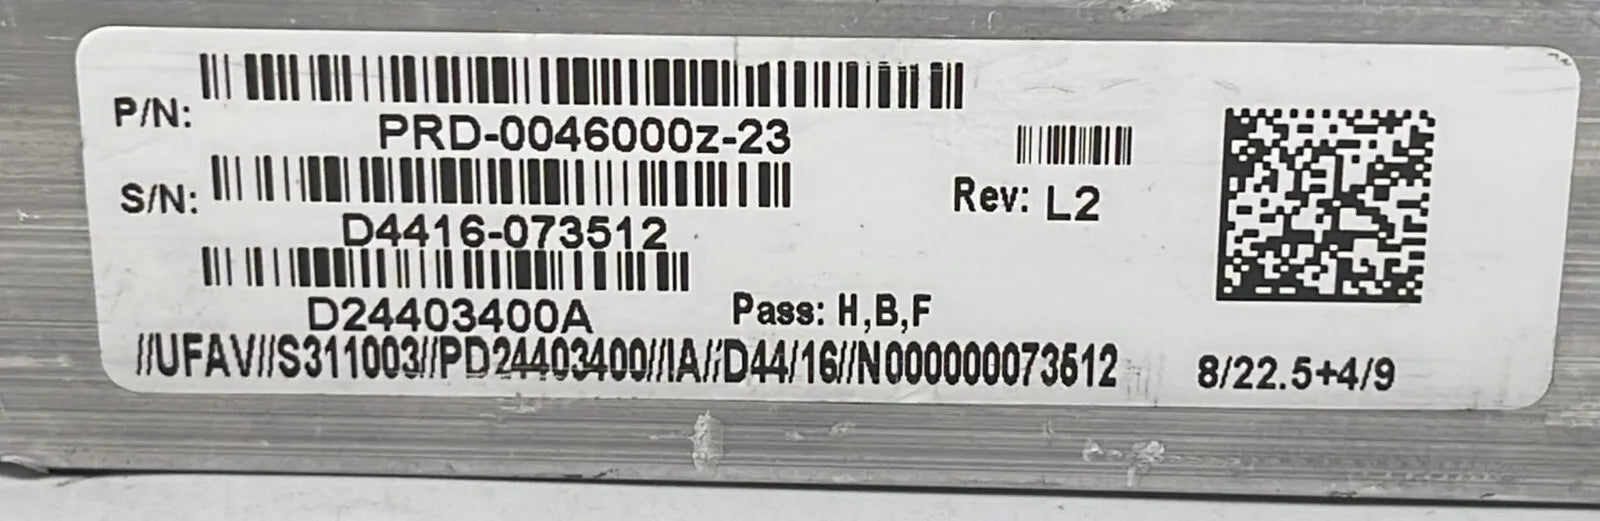 P/N:
PRD-0046000z-23
S/N:
D4416-073512
Rev: L2
D24403400A
Pass: H,B,F
//UFAV//S311003//PD24403400//IA//D44/16//N000000073512
8/22.5+4/9